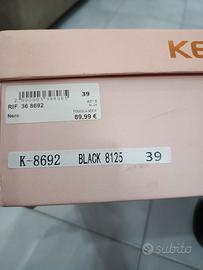 KE
39
RIF 36 8692
Nero
89,99 €
K-8692 BLACK 8125 39
subito